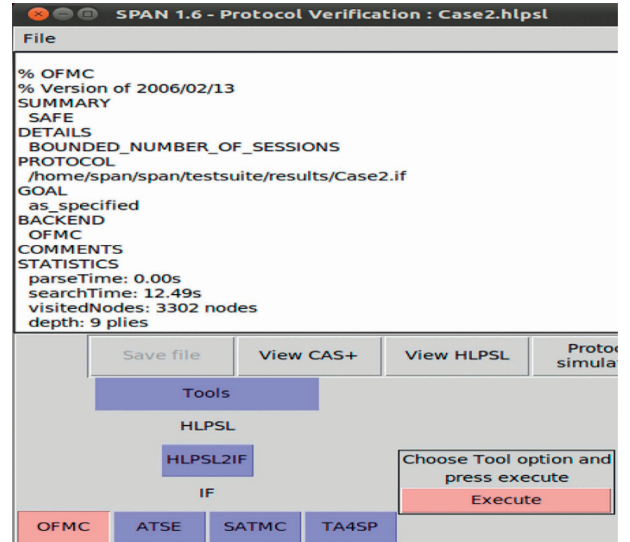 SPAN 1.6 - Protocol Verification : Case2.hlpsl
File
% OFMC
% Version of 2006/02/13
SUMMARY
SAFE
DETAILS
BOUNDED_NUMBER_OF_SESSIONS
PROTOCOL
/home/span/span/testsuite/results/Case2.if
GOAL
as_specified
BACKEND
OFMC
COMMENTS
STATISTICS
parseTime: 0.00s
searchTime: 12.49s
visitedNodes: 3302 nodes
depth: 9 plies
Save file View CAS+ View HLPSL Protoc
simula
Tools
HLPSL
HLPSL2IF
Choose Tool option and
press execute
IF
Execute
OFMC ATSE SATMC TA4SP